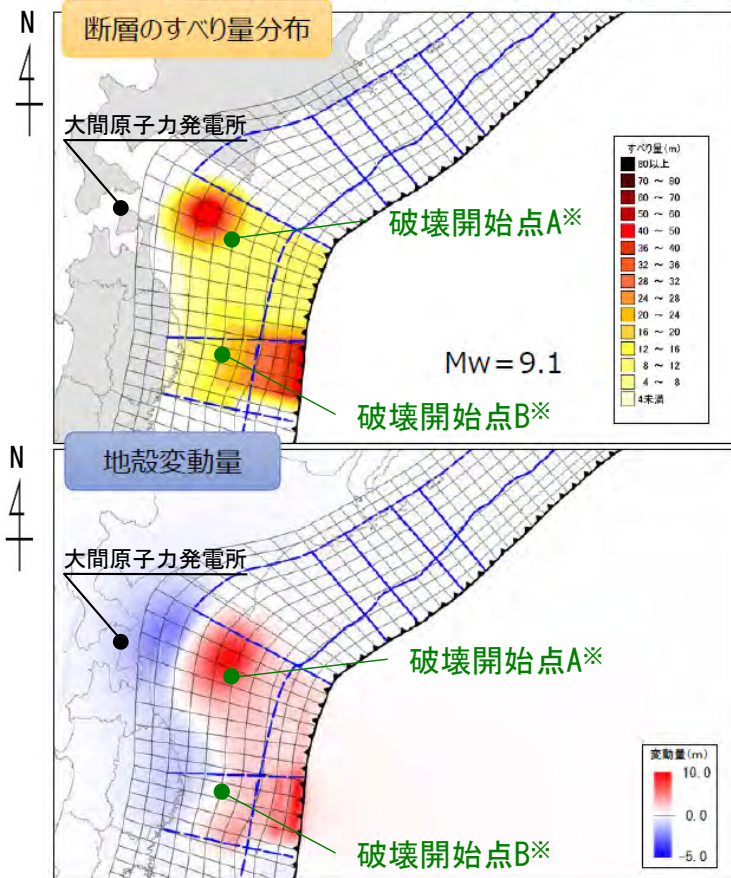 N
断層のすべり量分布
大間原子力発電所
破壊開始点A※
すべり量(m)
80以上
70 ～ 80
60 ～ 70
50 ～ 60
40 ～ 50
36 ～ 40
32 ～ 36
28 ～ 32
24 ～ 28
20 ～ 24
16 ～ 20
12 ～ 16
8 ～ 12
4 ～ 8
4未満
Mw=9.1
破壊開始点B※
N
地殻変動量
大間原子力発電所
破壊開始点A※
変動量(m)
10.0
0.0
-5.0
破壊開始点B※